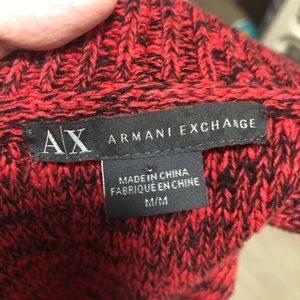 A|X ARMANI EXCHANGE
MADE IN CHINA
FABRIQUÉ EN CHINE
M/M